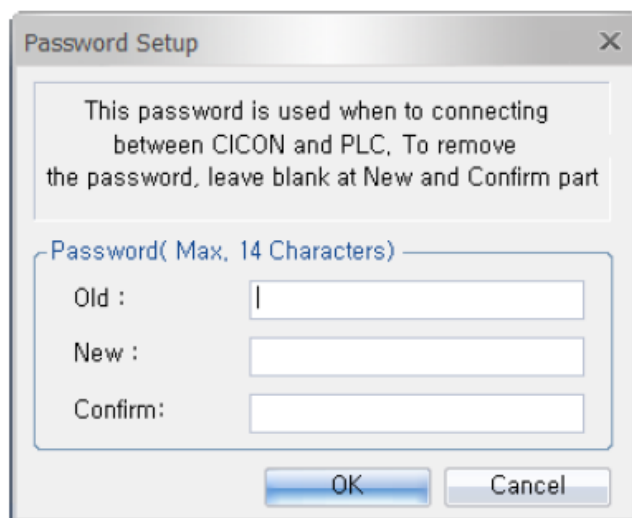 Password Setup
This password is used when to connecting
between CICON and PLC, To remove
the password, leave blank at New and Confirm part
Password( Max, 14 Characters)
Old :
New :
Confirm:
OK
Cancel